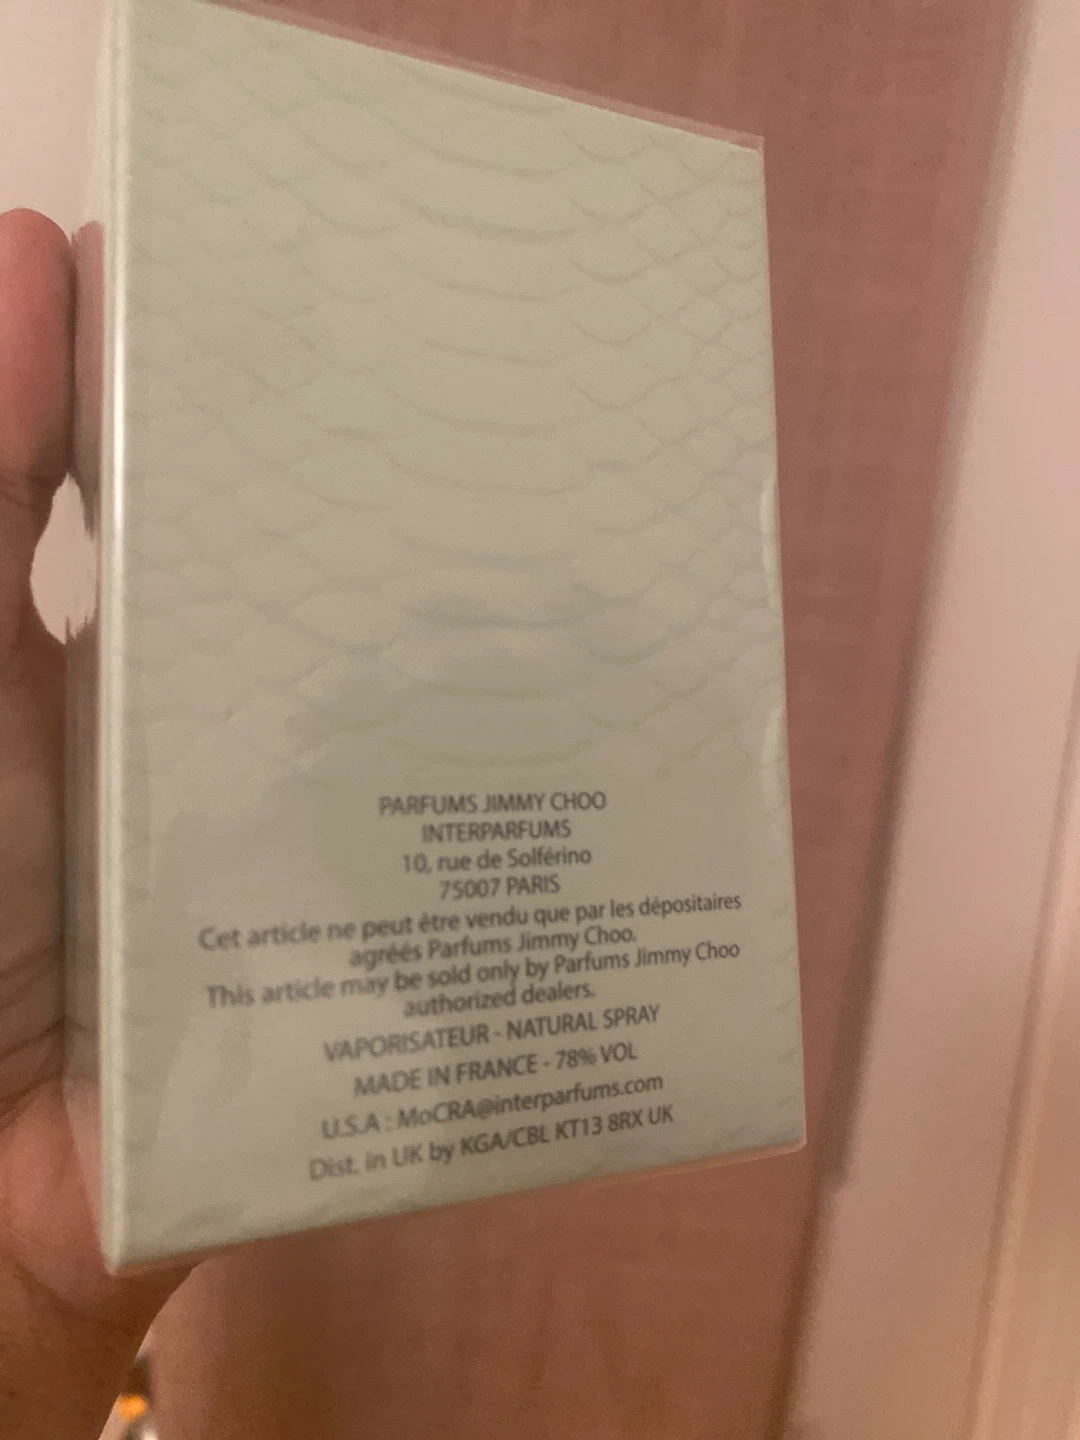 PARFUMS JIMMY CHOO
INTERPARFUMS
10, rue de Solférino
75007 PARIS
Cet article ne peut être vendu que par les dépositaires
agréés Parfums Jimmy Choo.
This article may be sold only by Parfums Jimmy Choo
authorized dealers.
VAPORISATEUR - NATURAL SPRAY
MADE IN FRANCE - 78% VOL
U.S.A : MoCRA@interparfums.com
Dist. in UK by KGA/CBL KT13 8RX UK